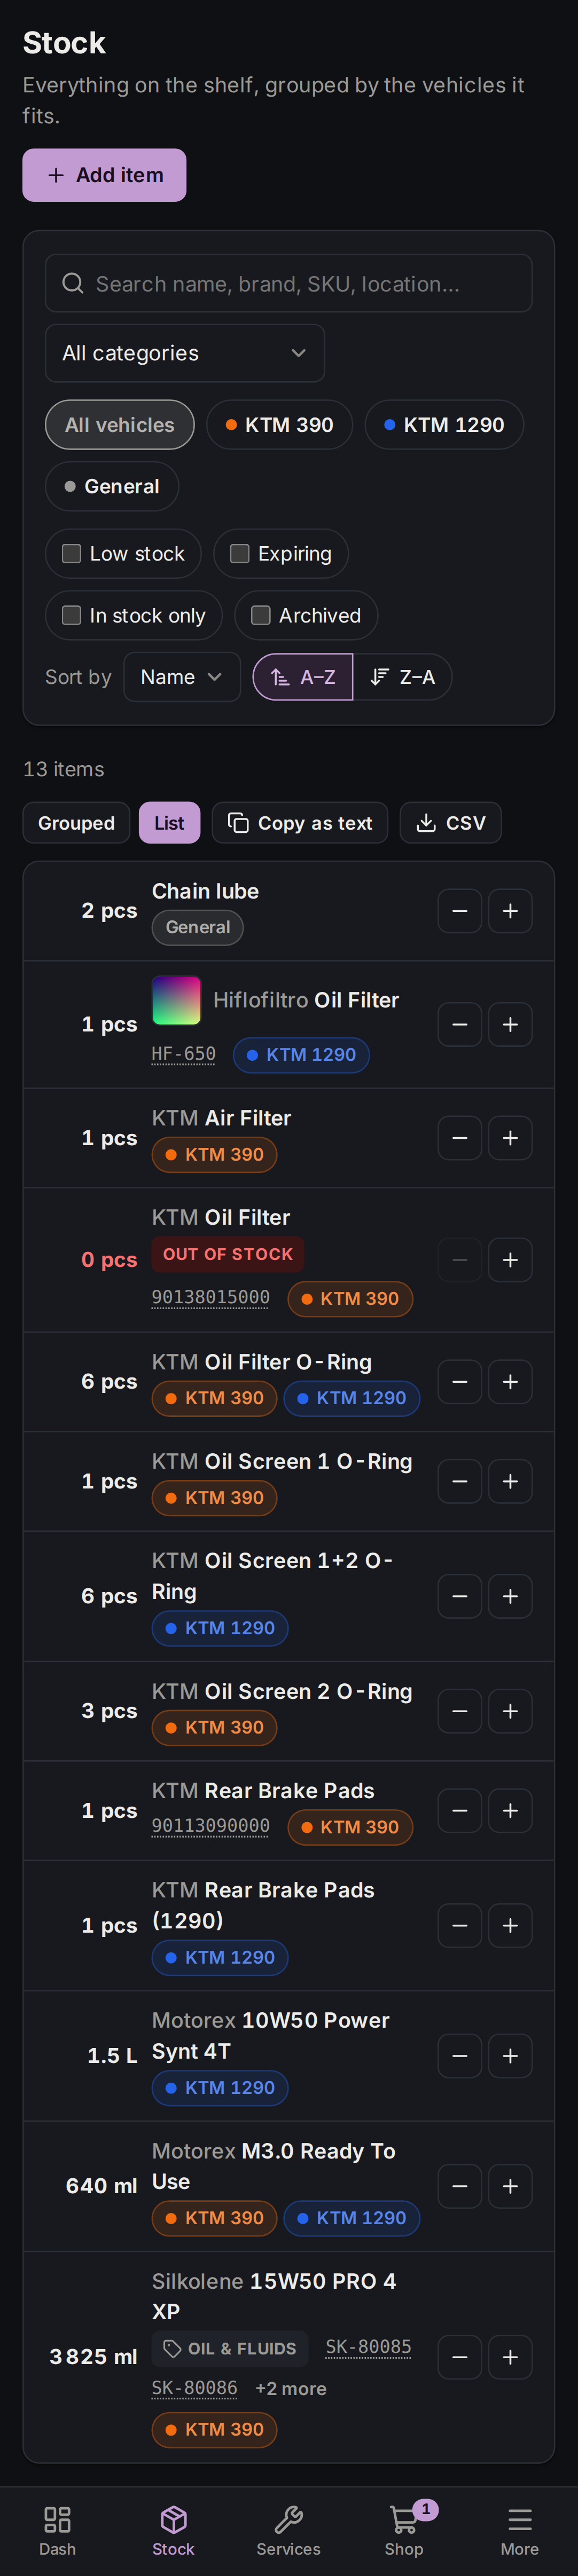 Stock
Everything on the shelf, grouped by the vehicles it
fits.
Add item
Search name, brand, SKU, location...
All categories
All vehicles KTM 390 KTM 1290
General
Low stock Expiring
In stock only Archived
Sort by Name A–Z Z–A
13 items
Grouped List Copy as text CSV
Chain lube
2 pcs
General
Hiflofiltro Oil Filter
1 pcs
HF-650 KTM 1290
KTM Air Filter
1 pcs
KTM 390
KTM Oil Filter
OUT OF STOCK
0 pcs
90138015000 KTM 390
KTM Oil Filter O-Ring
6 pcs
KTM 390 KTM 1290
KTM Oil Screen 1 O-Ring
1 pcs
KTM 390
KTM Oil Screen 1+2 O-
Ring
6 pcs
KTM 1290
KTM Oil Screen 2 O-Ring
3 pcs
KTM 390
KTM Rear Brake Pads
1 pcs
90113090000 KTM 390
KTM Rear Brake Pads
(1290)
1 pcs
KTM 1290
Motorex 10W50 Power
Synt 4T
1.5 L
KTM 1290
Motorex M3.0 Ready To
Use
640 ml
KTM 390 KTM 1290
Silkolene 15W50 PRO 4
XP
OIL & FLUIDS SK-80085
3 825 ml
SK-80086 +2 more
KTM 390
1
Dash Stock Services Shop More